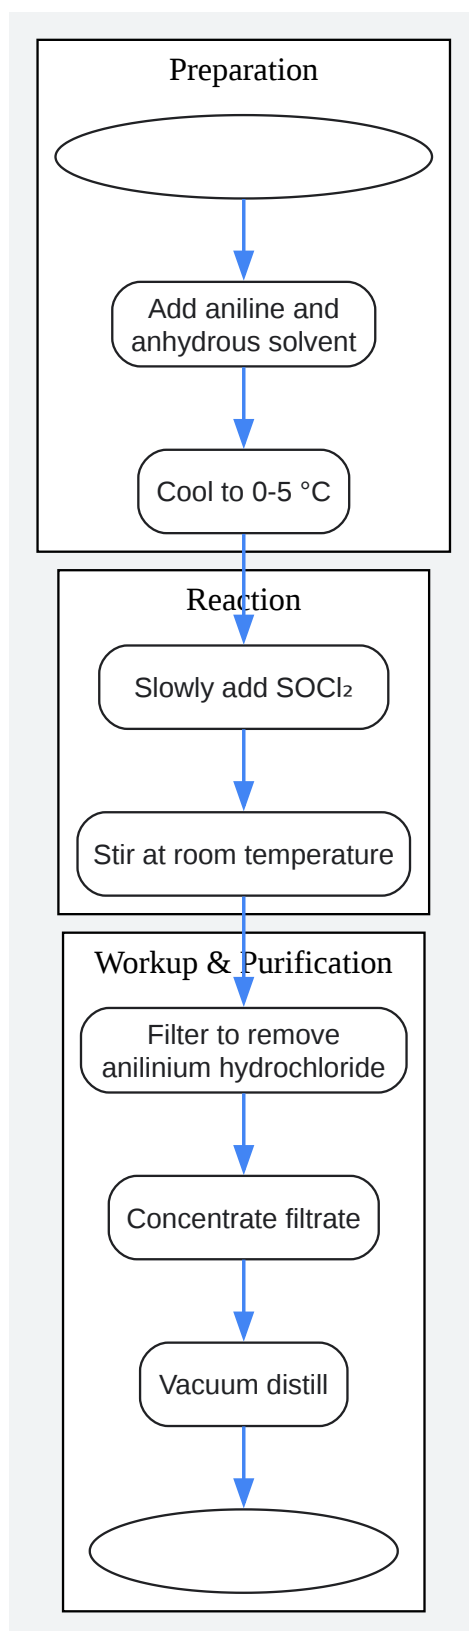 Preparation
Add aniline and
anhydrous solvent
Cool to 0-5 °C
Reaction
Slowly add SOCl₂
Stir at room temperature
Workup & Purification
Filter to remove
anilinium hydrochloride
Concentrate filtrate
Vacuum distill